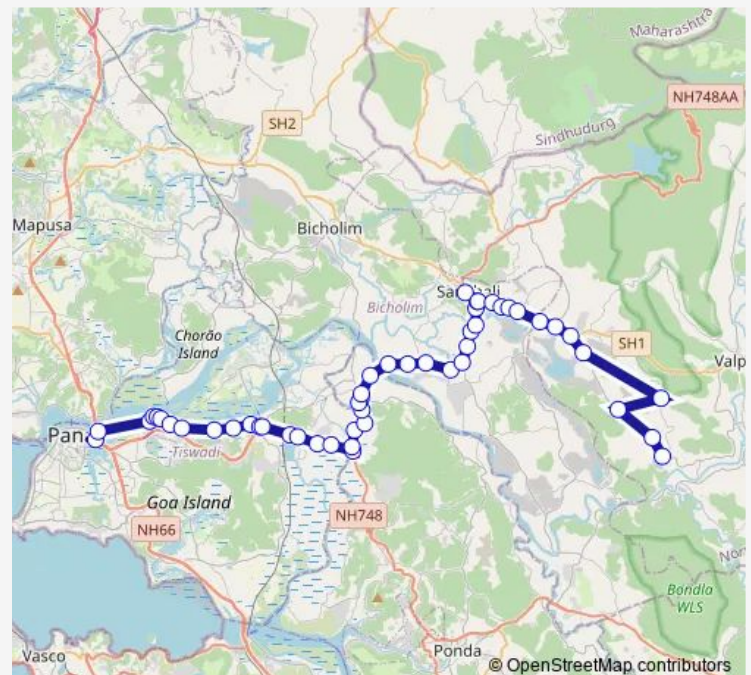 Maharashtra
NH748AA
SH2
Sindhudurg
Mapusa
Bicholim
Bicholim
Chorão
Island
SH1
Valp
Tiswadi
Goa Island
NH66
NH748
Bondla
WLS
Vasco
Ponda
© OpenStreetMap contributors